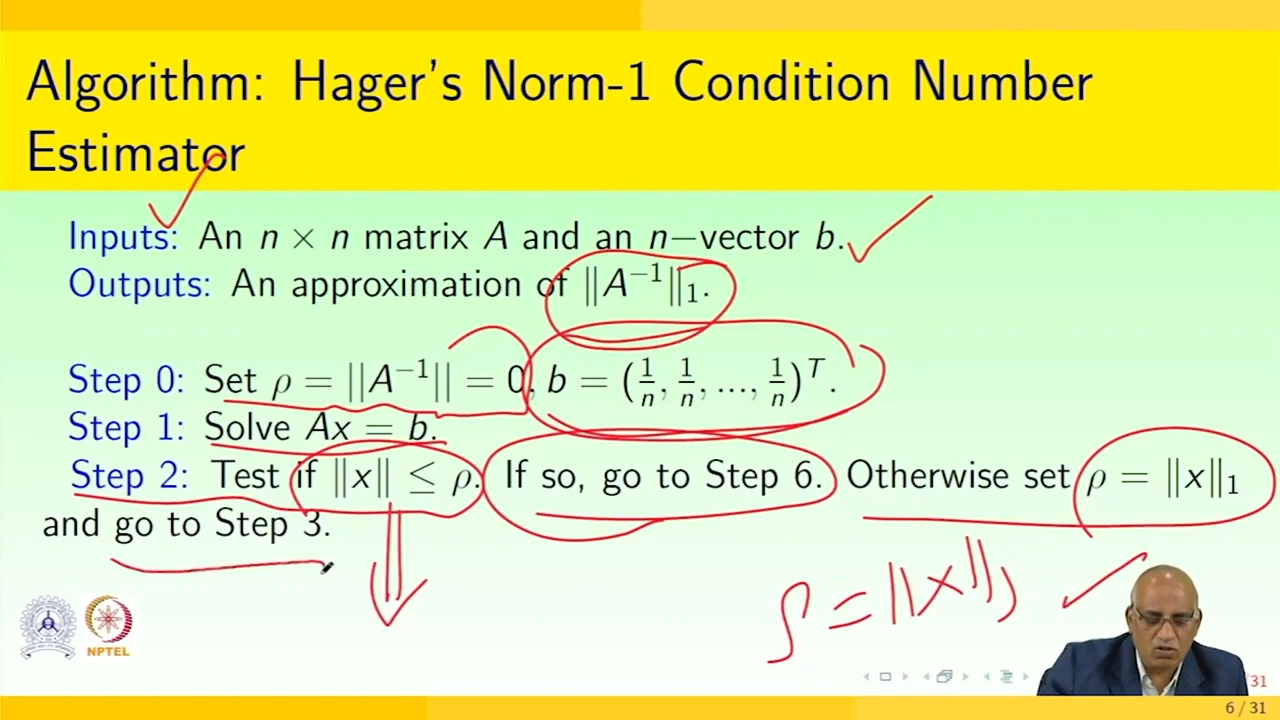 Algorithm: Hager's Norm-1 Condition Number
Estimator
Inputs: An n × n matrix A and an n−vector b.
Outputs: An approximation of ‖A⁻¹‖₁.
Step 0: Set ρ = ||A⁻¹|| = 0, b = (1/n, 1/n, ..., 1/n)ᵀ.
Step 1: Solve Ax = b.
Step 2: Test if ‖x‖ ≤ ρ. If so, go to Step 6. Otherwise set ρ = ‖x‖₁
and go to Step 3.
ρ = ||x||₁
NPTEL
/31
6 / 31